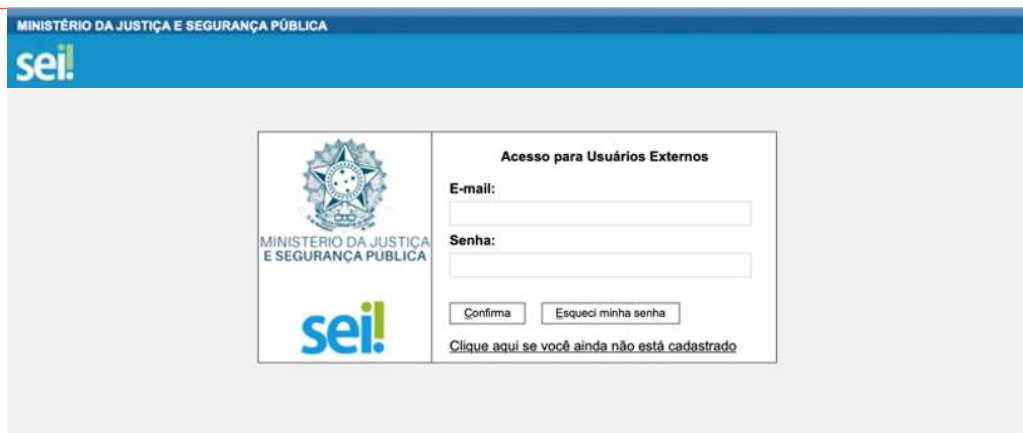 MINISTÉRIO DA JUSTIÇA E SEGURANÇA PÚBLICA
sei!
MINISTÉRIO DA JUSTIÇA
E SEGURANÇA PÚBLICA
sei!
Acesso para Usuários Externos
E-mail:
Senha:
Confirma Esqueci minha senha
Clique aqui se você ainda não está cadastrado